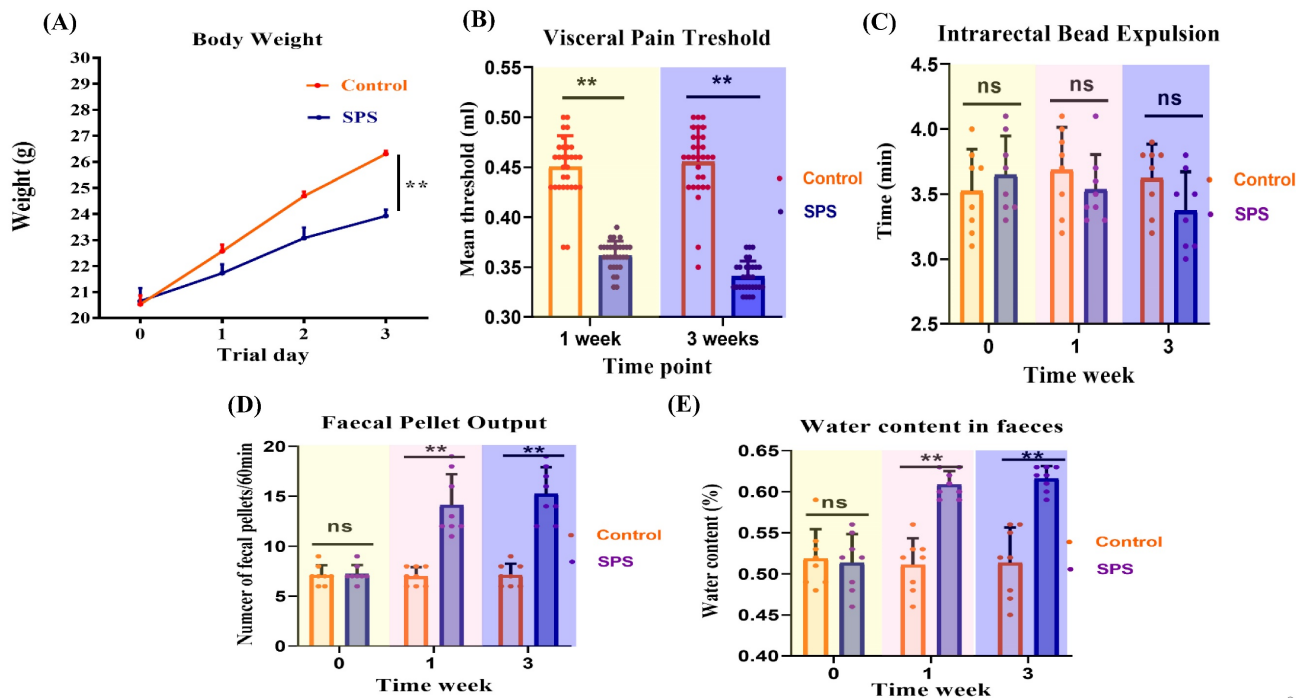 (A)
Body Weight
Weight (g)
30
29
28
27
26
24
23
22
21
20
Control
SPS
**
0 1 2 3
Trial day
(B)
Visceral Pain Treshold
Mean threshold (ml)
0.55
0.50
0.45
0.40
0.35
0.30
** **
Control
SPS
1 week 3 weeks
Time point
(C)
Intrarectal Bead Expulsion
Time (min)
4.5
4.0
3.5
3.0
2.5
ns ns ns
Control
SPS
0 1 3
Time week
(D)
Faecal Pellet Output
Numcer of fecal pellets/60min
20
15
10
5
0
ns ** **
Control
SPS
0 1 3
Time week
(E)
Water content in faeces
Water content (%)
0.65
0.60
0.55
0.50
0.45
0.40
ns ** **
Control
SPS
0 1 3
Time week